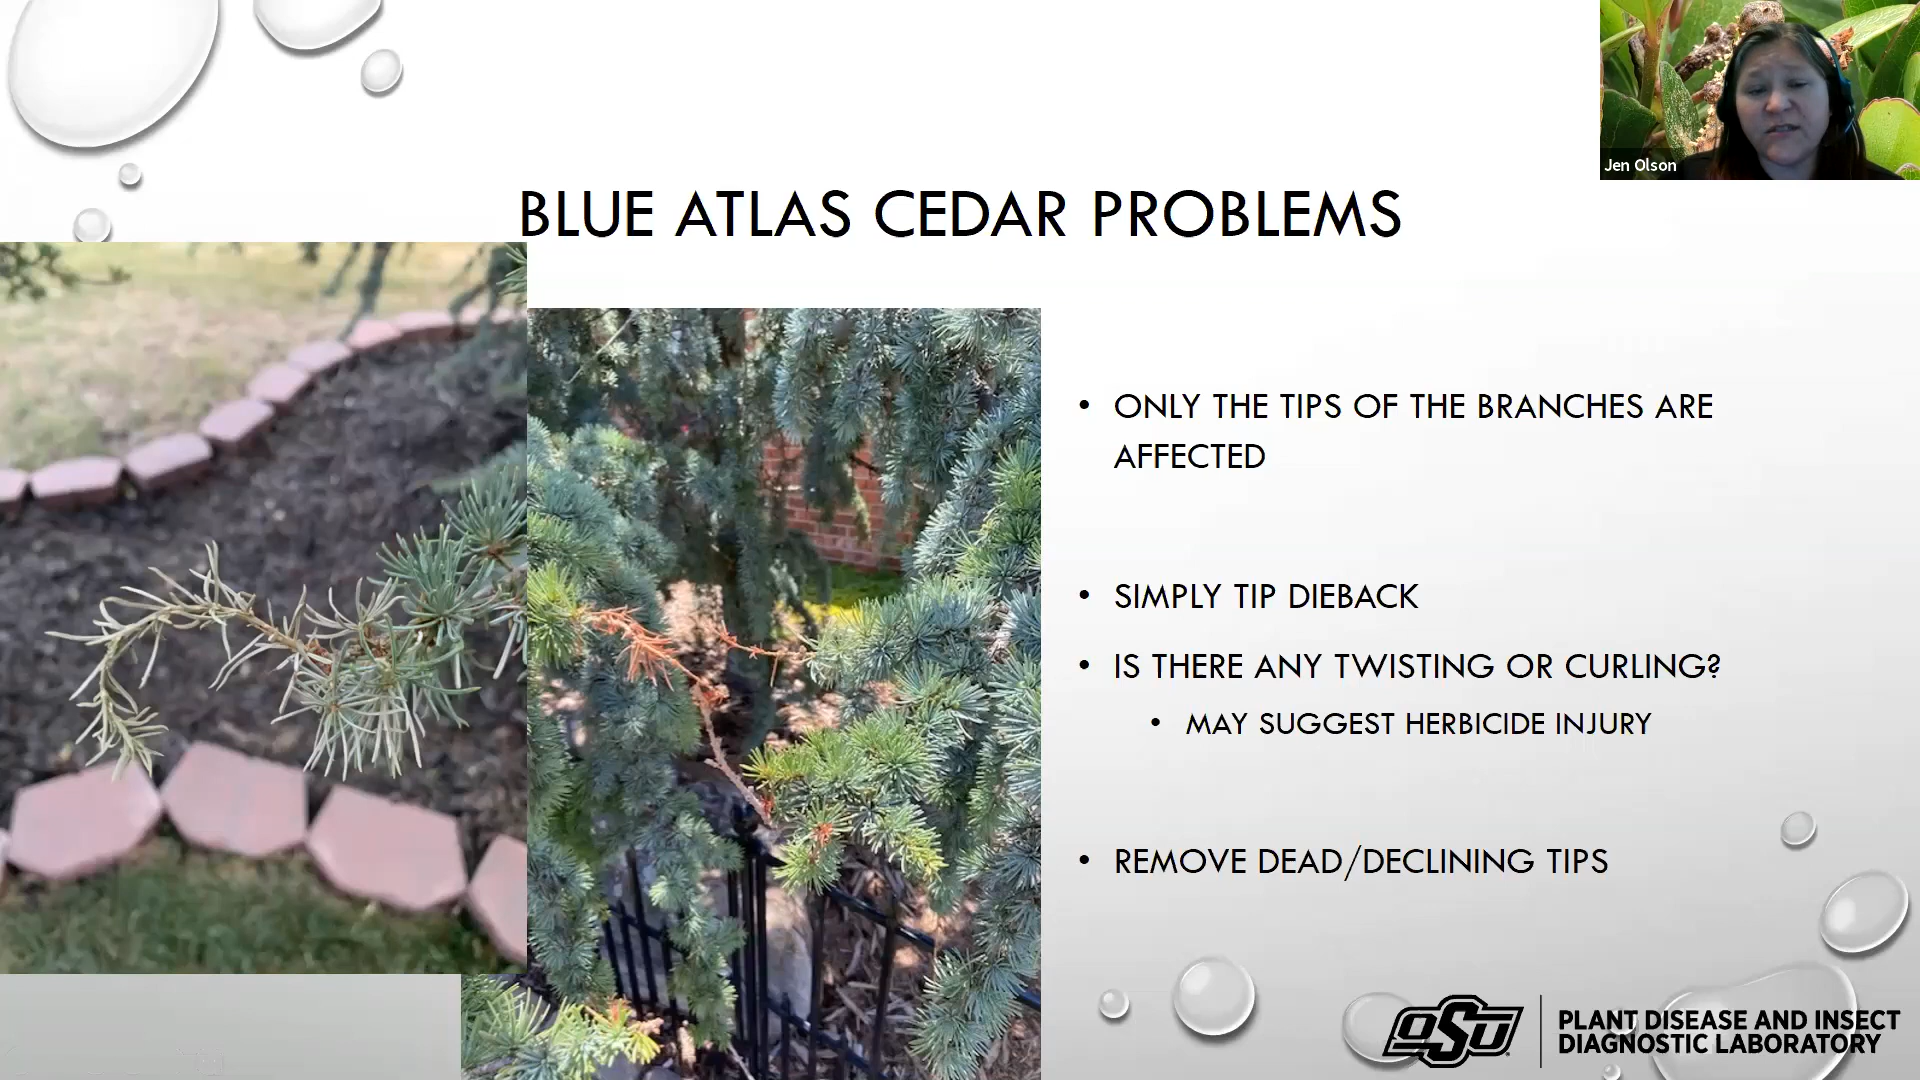 Jen Olson
BLUE ATLAS CEDAR PROBLEMS
• ONLY THE TIPS OF THE BRANCHES ARE
AFFECTED
• SIMPLY TIP DIEBACK
• IS THERE ANY TWISTING OR CURLING?
• MAY SUGGEST HERBICIDE INJURY
• REMOVE DEAD/DECLINING TIPS
OSU
PLANT DISEASE AND INSECT
DIAGNOSTIC LABORATORY